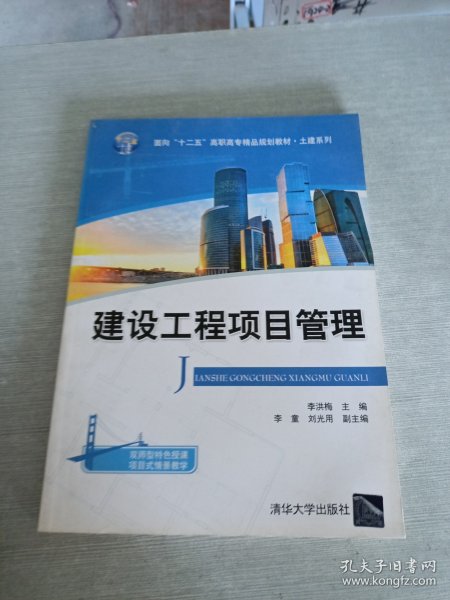 面向“十二五”高职高专精品规划教材·土建系列
建设工程项目管理
JIANSHE GONGCHENG XIANGMU GUANLI
李洪梅 主 编
李 童 刘光用 副主编
双师型特色授课
项目式情景教学
清华大学出版社
孔夫子旧书网
www.kongfz.com